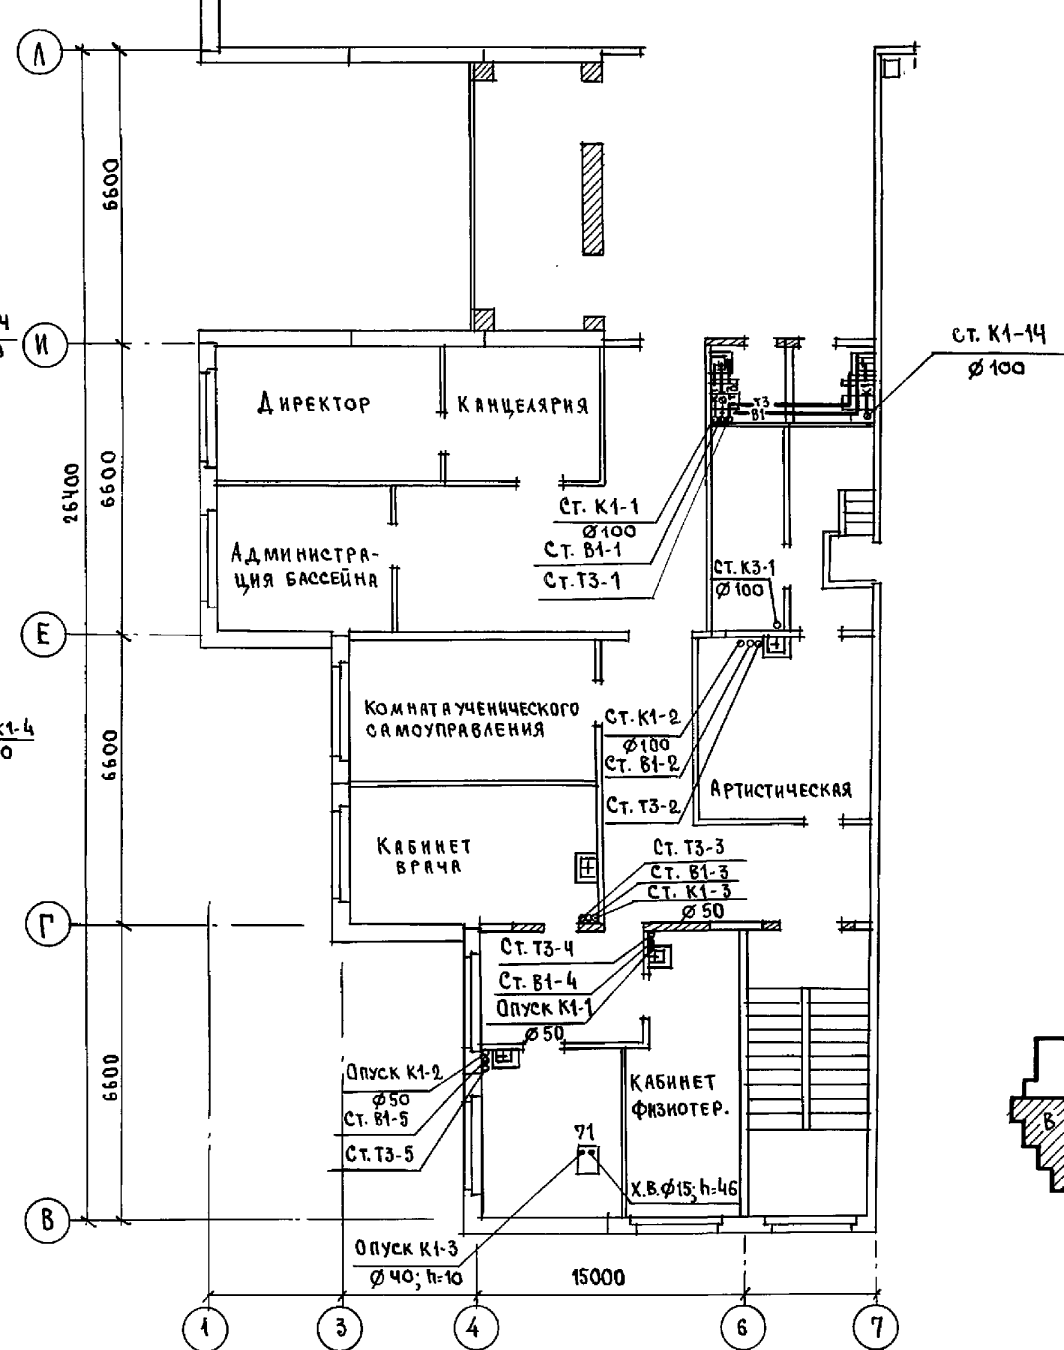 Л
6600
И
Ст. К1-14
Ø100
Директор
Канцелярия
Т3
В1
26400
6600
Ст. К1-1
Ø100
Ст. В1-1
Ст. Т3-1
Администра-
ция бассейна
Ст. К3-1
Ø100
Е
Комната ученического
самоуправления
Ст. К1-2
Ø100
Ст. В1-2
К1-4
6600
Артистическая
Ст. Т3-2
Кабинет
врача
Ст. Т3-3
Ст. В1-3
Ст. К1-3
Ø50
Г
Ст. Т3-4
Ст. В1-4
Опуск К1-1
Ø50
6600
Опуск К1-2
Ø50
Ст. В1-5
Ст. Т3-5
Кабинет
физиотер.
В
71
Х.В. Ø15; h=46
В
Опуск К1-3
Ø40; h=10
15000
1
3
4
6
7